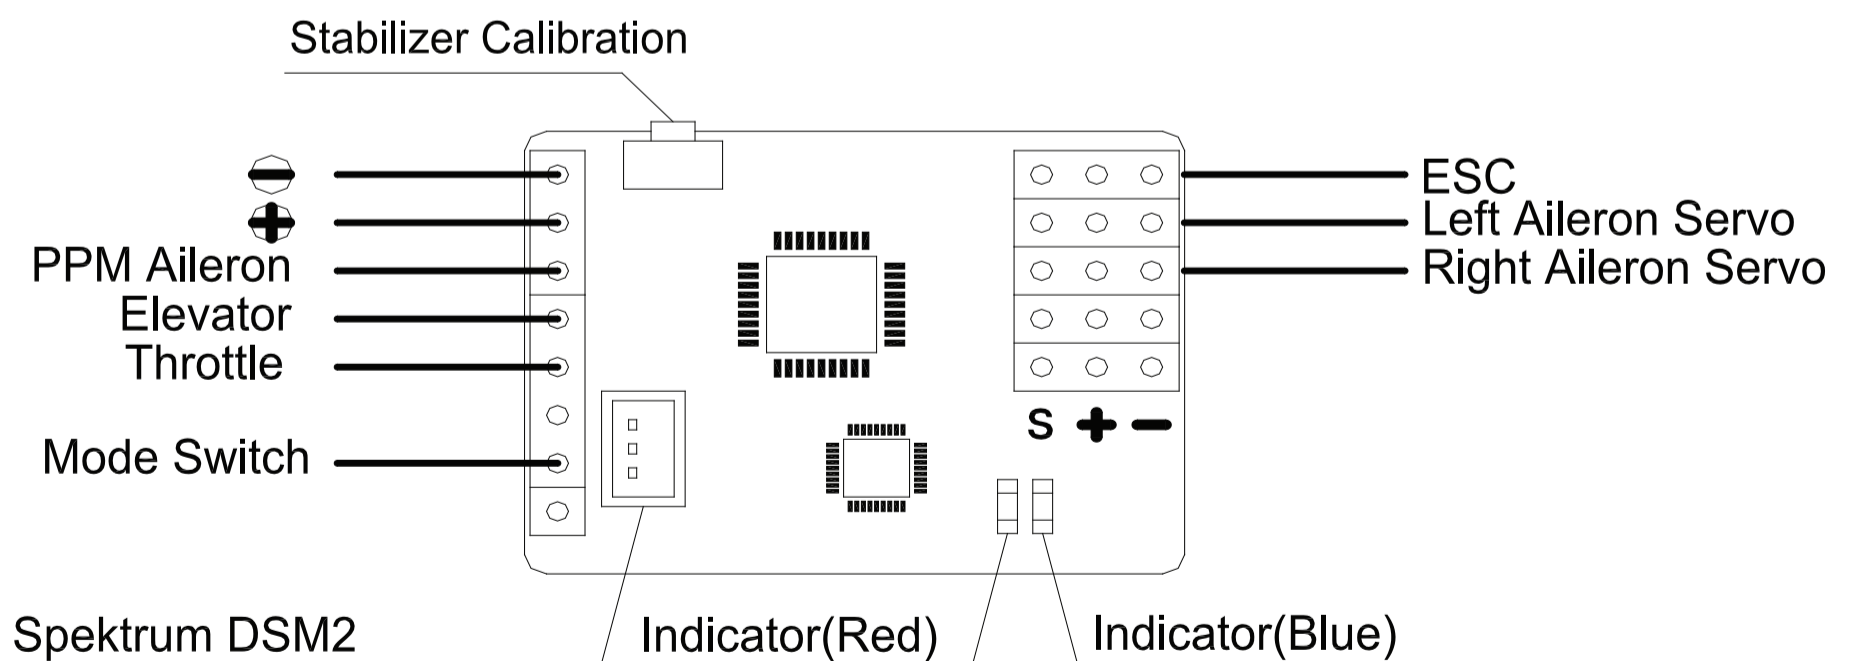 Stabilizer Calibration
PPM Aileron
Elevator
Throttle
Mode Switch
ESC
Left Aileron Servo
Right Aileron Servo
S + −
Spektrum DSM2
Indicator(Red)
Indicator(Blue)